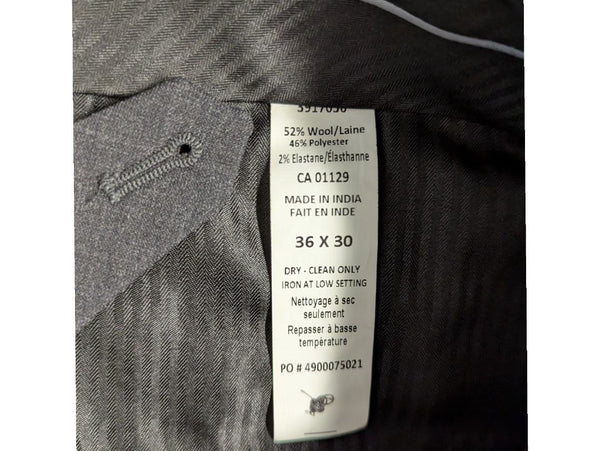 3917056
52% Wool/Laine
46% Polyester
2% Elastane/Élasthanne
CA 01129
MADE IN INDIA
FAIT EN INDE
36 X 30
DRY - CLEAN ONLY
IRON AT LOW SETTING
Nettoyage à sec
seulement
Repasser à basse
température
PO # 4900075021